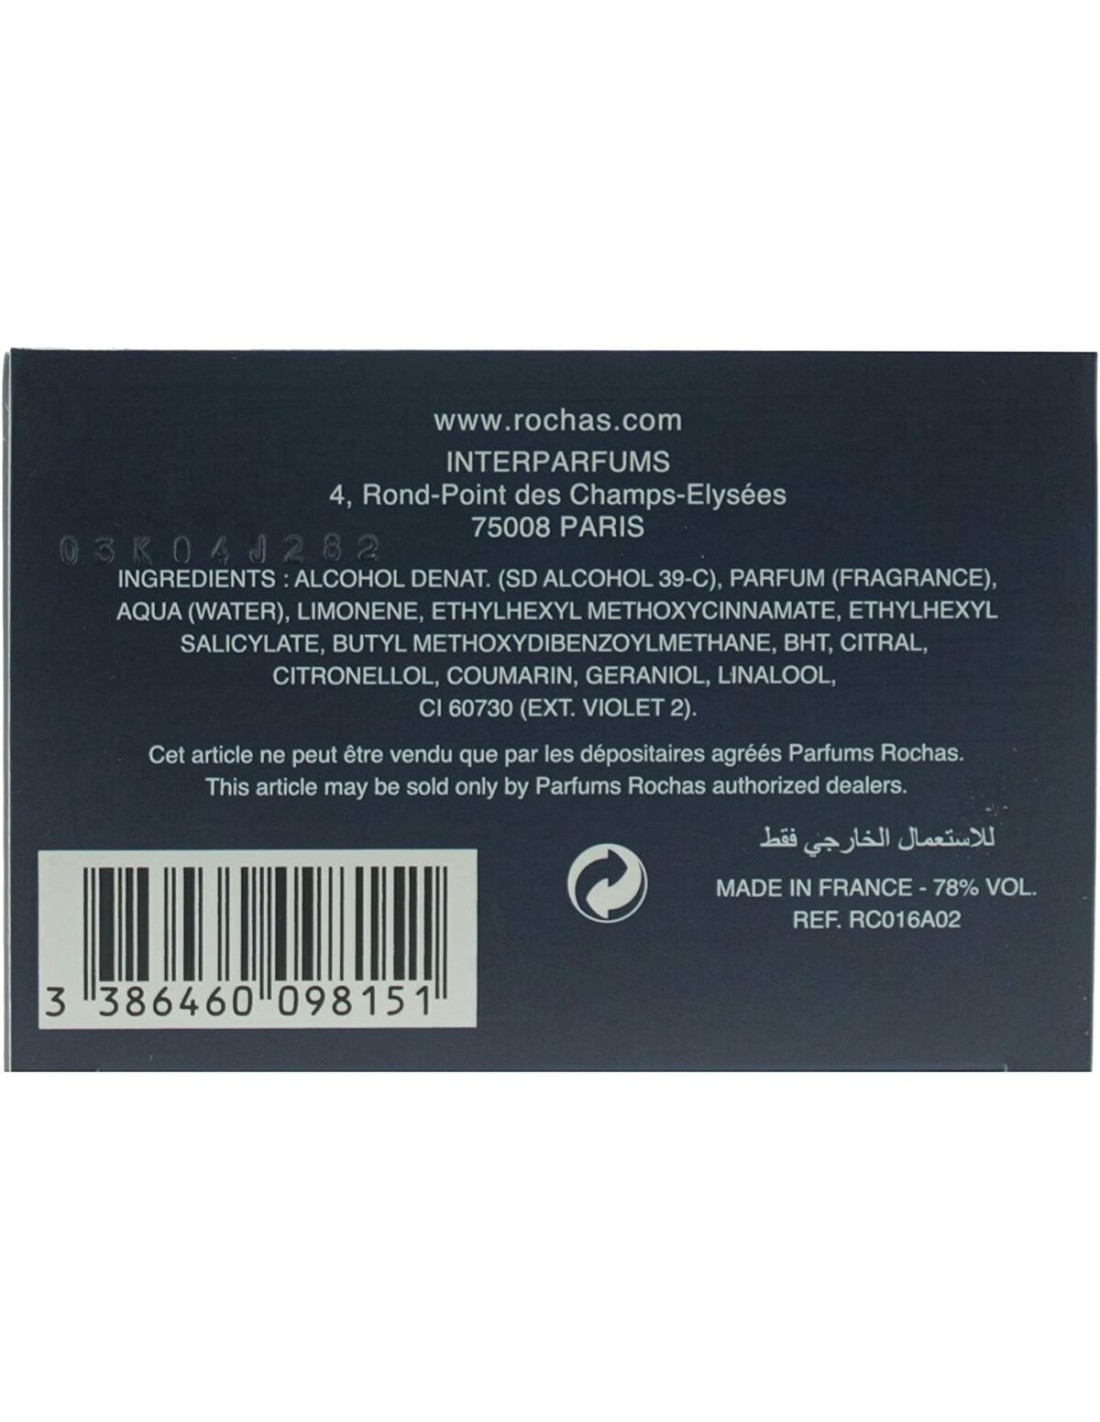 www.rochas.com
INTERPARFUMS
4, Rond-Point des Champs-Elysées
75008 PARIS
03K04J282
INGREDIENTS : ALCOHOL DENAT. (SD ALCOHOL 39-C), PARFUM (FRAGRANCE),
AQUA (WATER), LIMONENE, ETHYLHEXYL METHOXYCINNAMATE, ETHYLHEXYL
SALICYLATE, BUTYL METHOXYDIBENZOYLMETHANE, BHT, CITRAL,
CITRONELLOL, COUMARIN, GERANIOL, LINALOOL,
CI 60730 (EXT. VIOLET 2).
Cet article ne peut être vendu que par les dépositaires agréés Parfums Rochas.
This article may be sold only by Parfums Rochas authorized dealers.
للاستعمال الخارجي فقط
MADE IN FRANCE - 78% VOL.
REF. RC016A02
3 386460 098151